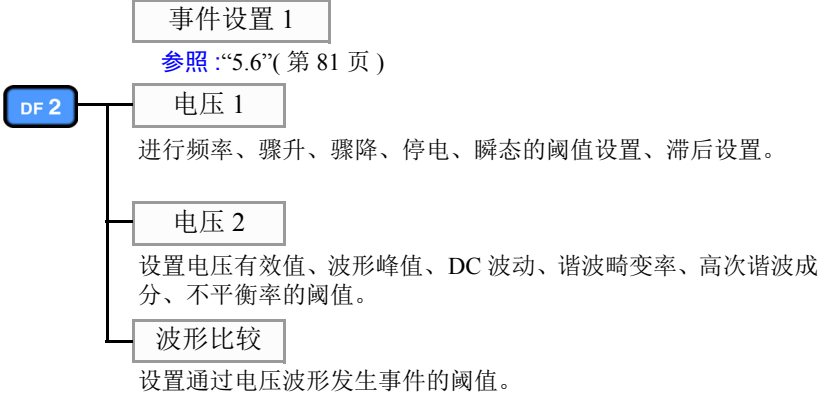 事件设置 1
参照 :“5.6”( 第 81 页 )
DF 2
电压 1
进行频率、骤升、骤降、停电、瞬态的阈值设置、滞后设置。
电压 2
设置电压有效值、波形峰值、DC 波动、谐波畸变率、高次谐波成
分、不平衡率的阈值。
波形比较
设置通过电压波形发生事件的阈值。